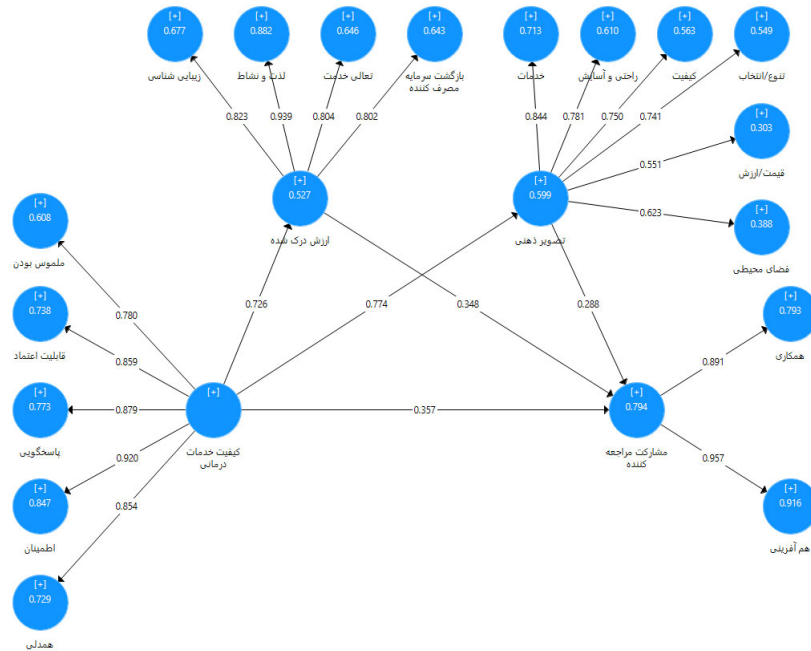 [+]
0.677
زیبایی شناسی
[+]
0.882
لذت و نشاط
[+]
0.646
تعالی خدمت
[+]
0.643
بازگشت سرمایه
مصرف کننده
[+]
0.713
خدمات
[+]
0.610
راحتی و آسایش
[+]
0.563
کیفیت
[+]
0.549
تنوع/انتخاب
0.823
0.939
0.804
0.802
0.844
0.781
0.750
0.741
[+]
0.303
قیمت/ارزش
0.551
[+]
0.527
ارزش درک شده
[+]
0.599
تصویر ذهنی
0.623
[+]
0.388
فضای محیطی
[+]
0.608
ملموس بودن
0.780
0.726
0.774
0.348
0.288
[+]
0.738
قابلیت اعتماد
0.859
[+]
0.793
همکاری
0.891
[+]
0.773
پاسخگویی
0.879
[+]
کیفیت خدمات
درمانی
0.357
[+]
0.794
مشارکت مراجعه
کننده
0.920
0.957
[+]
0.847
اطمینان
0.854
[+]
0.916
هم آفرینی
[+]
0.729
همدلی